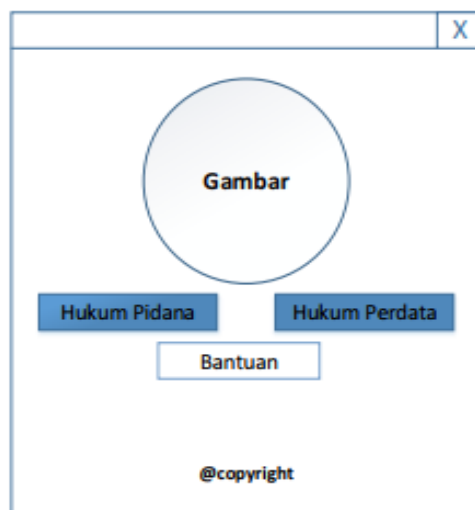 X
Gambar
Hukum Pidana
Hukum Perdata
Bantuan
@copyright